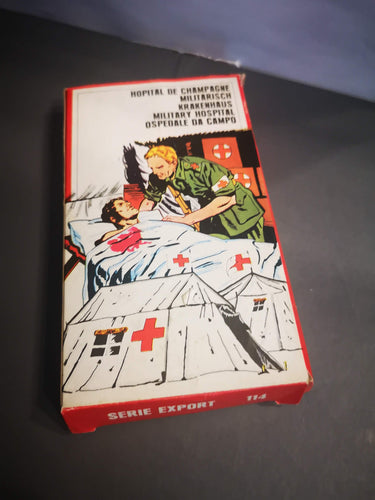 HOPITAL DE CHAMPAGNE
MILITARISCH
KRAKENHAUS
MILITARY HOSPITAL
OSPEDALE DA CAMPO
SERIE EXPORT 114